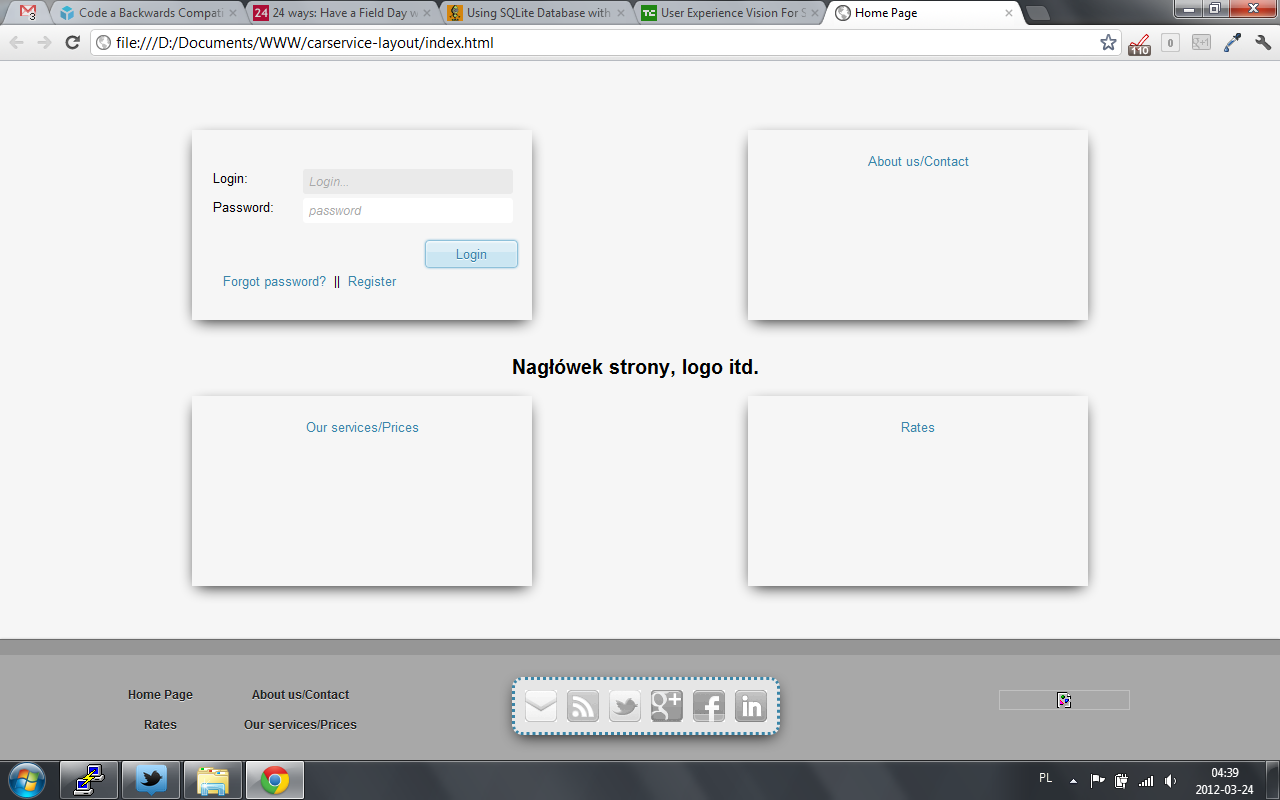 3
Code a Backwards Compati
24 ways: Have a Field Day w
Using SQLite Database with
User Experience Vision For S
Home Page
file:///D:/Documents/WWW/carservice-layout/index.html
110
0
Login:
Login...
Password:
password
Login
Forgot password? || Register
About us/Contact
Nagłówek strony, logo itd.
Our services/Prices
Rates
Home Page
About us/Contact
Rates
Our services/Prices
PL
04:39
2012-03-24